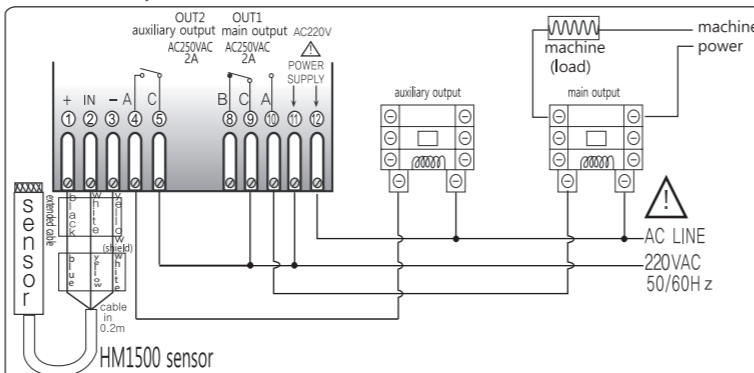 OUT2
auxiliary output
AC250VAC
2A
OUT1
main output
AC250VAC
2A
AC220V
POWER
SUPPLY
+ IN - A C B C A
① ② ③ ④ ⑤ ⑧ ⑨ ⑩ ⑪ ⑫
machine
(load)
machine
power
auxiliary output
main output
AC LINE
220VAC
50/60Hz
sensor
extended cable
black
white
yellow
(shield)
blue
yellow
white
cable
in
0.2m
HM1500 sensor